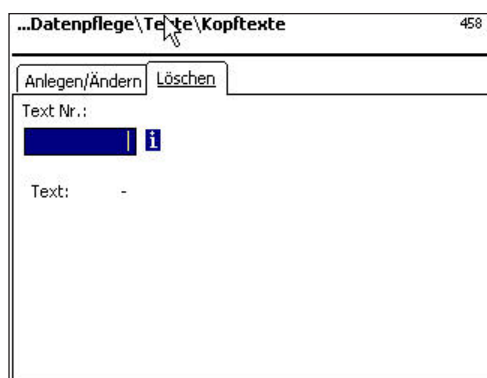 ...Datenpflege\Texte\Kopftexte 458
Anlegen/Ändern Löschen
Text Nr.:
i
Text: -